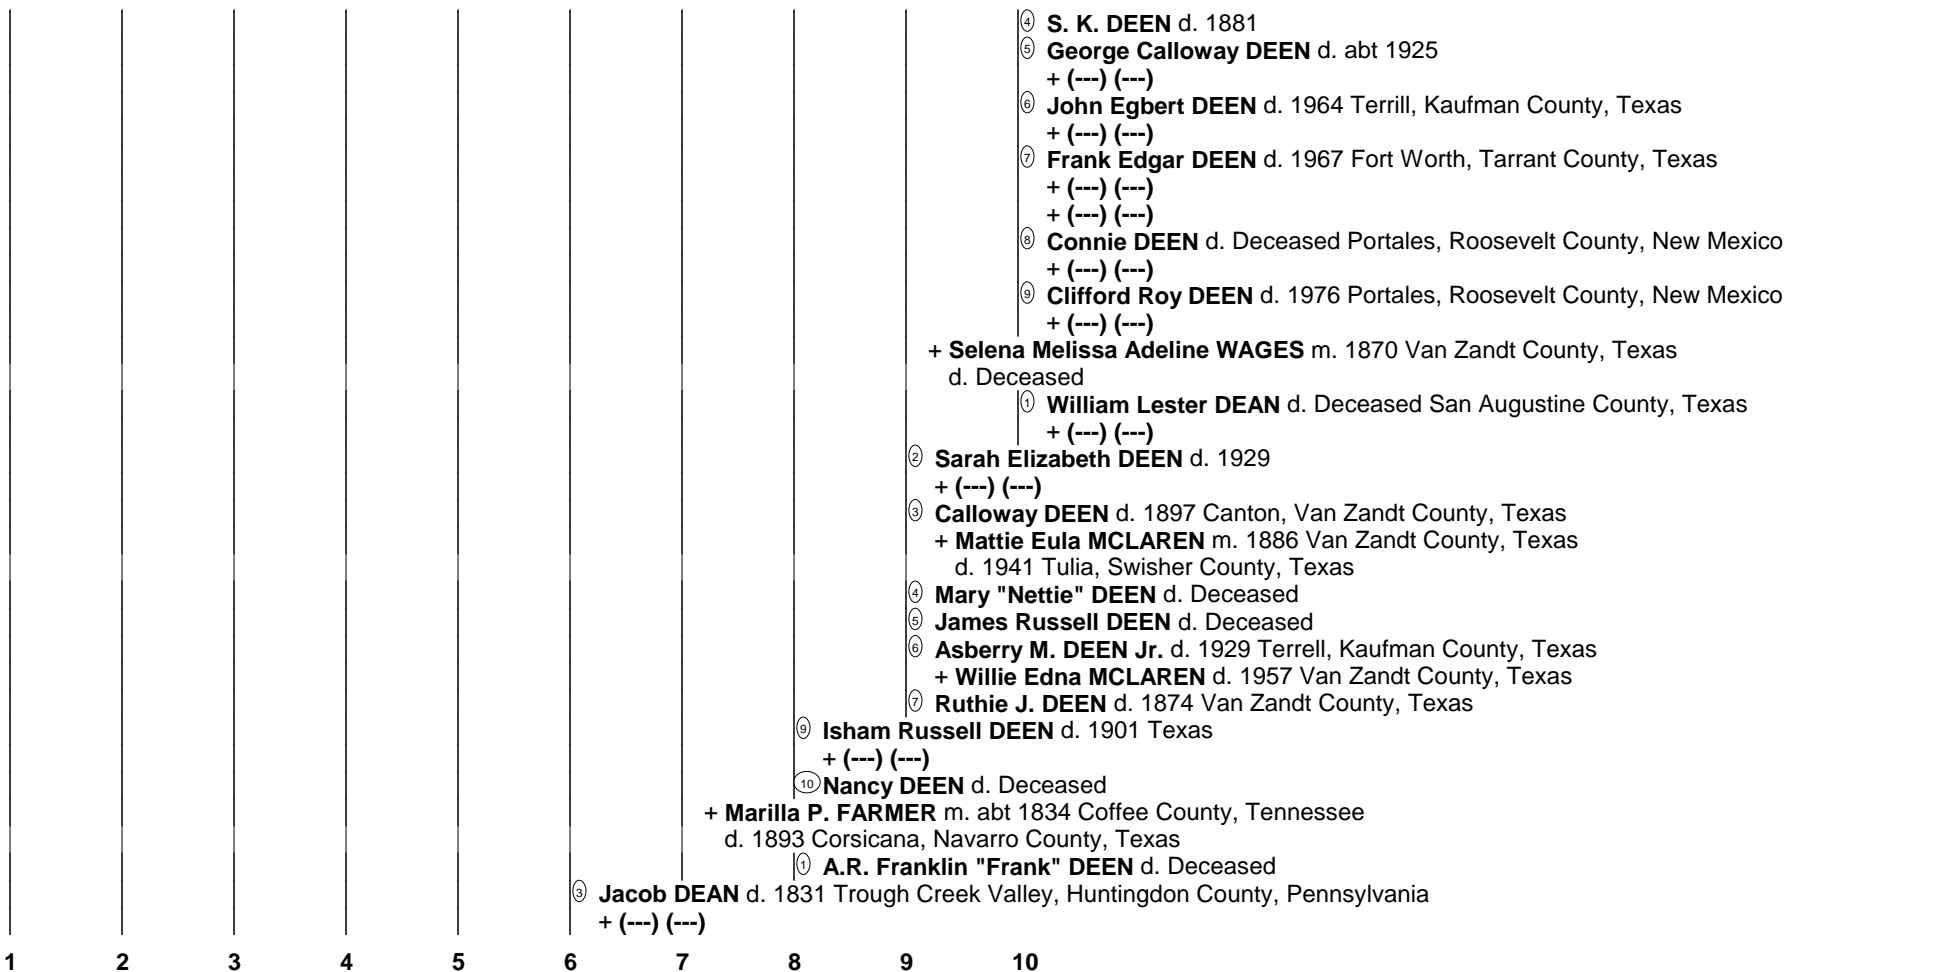 ④ S. K. DEEN d. 1881
⑤ George Calloway DEEN d. abt 1925
+ (---) (---)
⑥ John Egbert DEEN d. 1964 Terrill, Kaufman County, Texas
+ (---) (---)
⑦ Frank Edgar DEEN d. 1967 Fort Worth, Tarrant County, Texas
+ (---) (---)
+ (---) (---)
⑧ Connie DEEN d. Deceased Portales, Roosevelt County, New Mexico
+ (---) (---)
⑨ Clifford Roy DEEN d. 1976 Portales, Roosevelt County, New Mexico
+ (---) (---)
+ Selena Melissa Adeline WAGES m. 1870 Van Zandt County, Texas
d. Deceased
① William Lester DEAN d. Deceased San Augustine County, Texas
+ (---) (---)
② Sarah Elizabeth DEEN d. 1929
+ (---) (---)
③ Calloway DEEN d. 1897 Canton, Van Zandt County, Texas
+ Mattie Eula MCLAREN m. 1886 Van Zandt County, Texas
d. 1941 Tulia, Swisher County, Texas
④ Mary "Nettie" DEEN d. Deceased
⑤ James Russell DEEN d. Deceased
⑥ Asberry M. DEEN Jr. d. 1929 Terrell, Kaufman County, Texas
+ Willie Edna MCLAREN d. 1957 Van Zandt County, Texas
⑦ Ruthie J. DEEN d. 1874 Van Zandt County, Texas
⑨ Isham Russell DEEN d. 1901 Texas
+ (---) (---)
⑩ Nancy DEEN d. Deceased
+ Marilla P. FARMER m. abt 1834 Coffee County, Tennessee
d. 1893 Corsicana, Navarro County, Texas
① A.R. Franklin "Frank" DEEN d. Deceased
③ Jacob DEAN d. 1831 Trough Creek Valley, Huntingdon County, Pennsylvania
+ (---) (---)
1 2 3 4 5 6 7 8 9 10